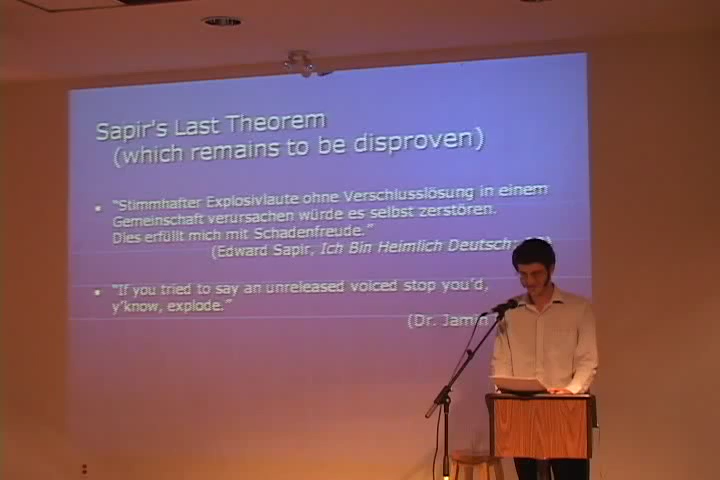 Sapir's Last Theorem
(which remains to be disproven)
"Stimmhafter Explosivlaute ohne Verschlusslösung in einem
Gemeinschaft verursachen würde es selbst zerstören.
Dies erfüllt mich mit Schadenfreude."
(Edward Sapir, Ich Bin Heimlich Deutsch:
"If you tried to say an unreleased voiced stop you'd,
y'know, explode."
(Dr. Jamin